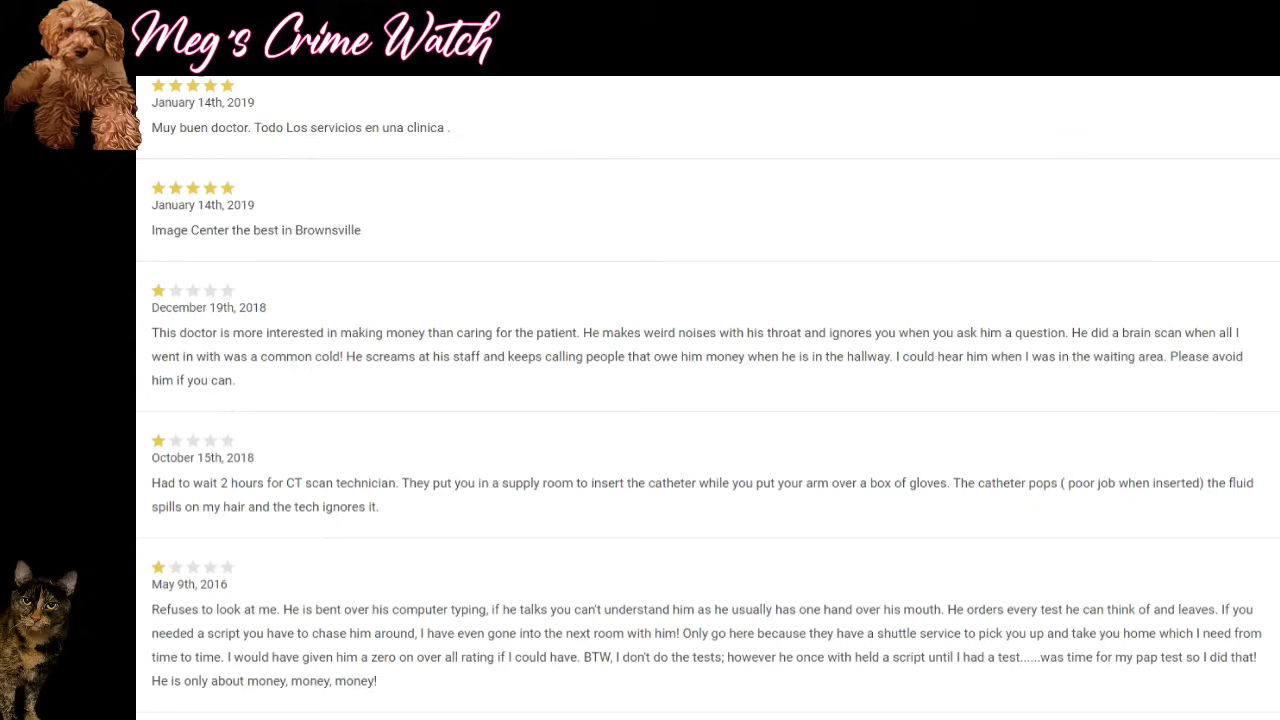 Meg's Crime Watch
January 14th, 2019
Muy buen doctor. Todo Los servicios en una clinica .
January 14th, 2019
Image Center the best in Brownsville
December 19th, 2018
This doctor is more interested in making money than caring for the patient. He makes weird noises with his throat and ignores you when you ask him a question. He did a brain scan when all I
went in with was a common cold! He screams at his staff and keeps calling people that owe him money when he is in the hallway. I could hear him when I was in the waiting area. Please avoid
him if you can.
October 15th, 2018
Had to wait 2 hours for CT scan technician. They put you in a supply room to insert the catheter while you put your arm over a box of gloves. The catheter pops ( poor job when inserted) the fluid
spills on my hair and the tech ignores it.
May 9th, 2016
Refuses to look at me. He is bent over his computer typing, if he talks you can't understand him as he usually has one hand over his mouth. He orders every test he can think of and leaves. If you
needed a script you have to chase him around, I have even gone into the next room with him! Only go here because they have a shuttle service to pick you up and take you home which I need from
time to time. I would have given him a zero on over all rating if I could have. BTW, I don't do the tests; however he once with held a script until I had a test......was time for my pap test so I did that!
He is only about money, money, money!